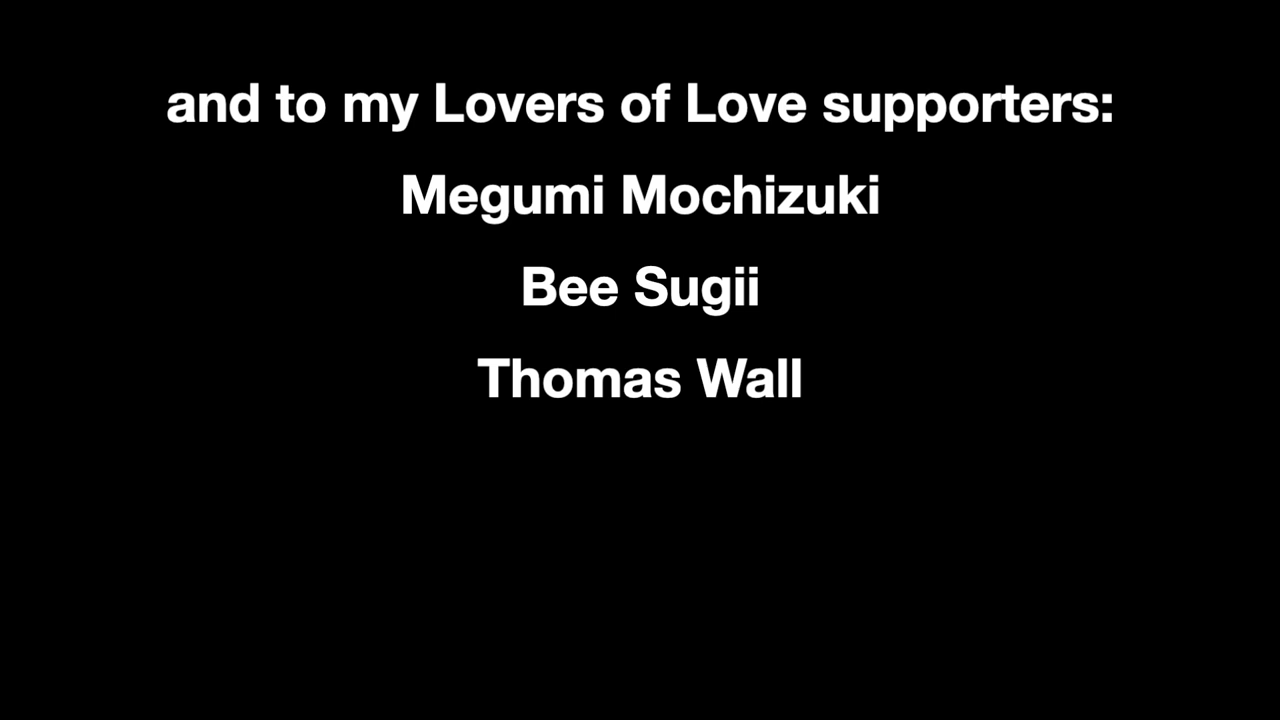 and to my Lovers of Love supporters:
Megumi Mochizuki
Bee Sugii
Thomas Wall